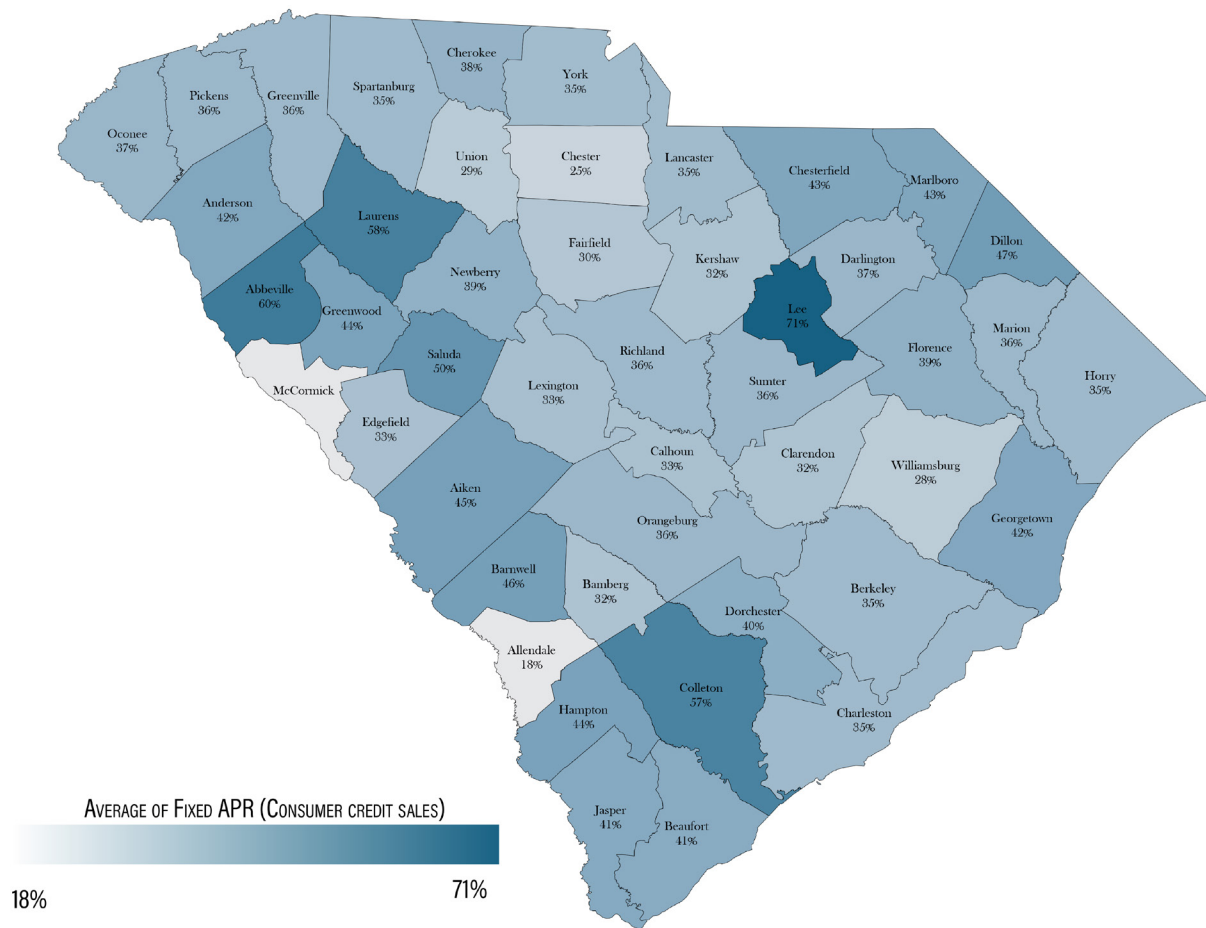 Cherokee
38%
York
35%
Spartanburg
35%
Pickens
36%
Greenville
36%
Oconee
37%
Union
29%
Chester
25%
Lancaster
35%
Chesterfield
43%
Marlboro
43%
Anderson
42%
Laurens
58%
Fairfield
30%
Kershaw
32%
Darlington
37%
Dillon
47%
Newberry
39%
Abbeville
60%
Greenwood
44%
Lee
71%
Marion
36%
Florence
39%
Saluda
50%
Richland
36%
Horry
35%
McCormick
Lexington
33%
Sumter
36%
Edgefield
33%
Calhoun
33%
Clarendon
32%
Williamsburg
28%
Aiken
45%
Orangeburg
36%
Georgetown
42%
Barnwell
46%
Bamberg
32%
Berkeley
35%
Dorchester
40%
Allendale
18%
Colleton
57%
Hampton
44%
Charleston
35%
Jasper
41%
Beaufort
41%
Average of Fixed APR (Consumer credit sales)
18%
71%